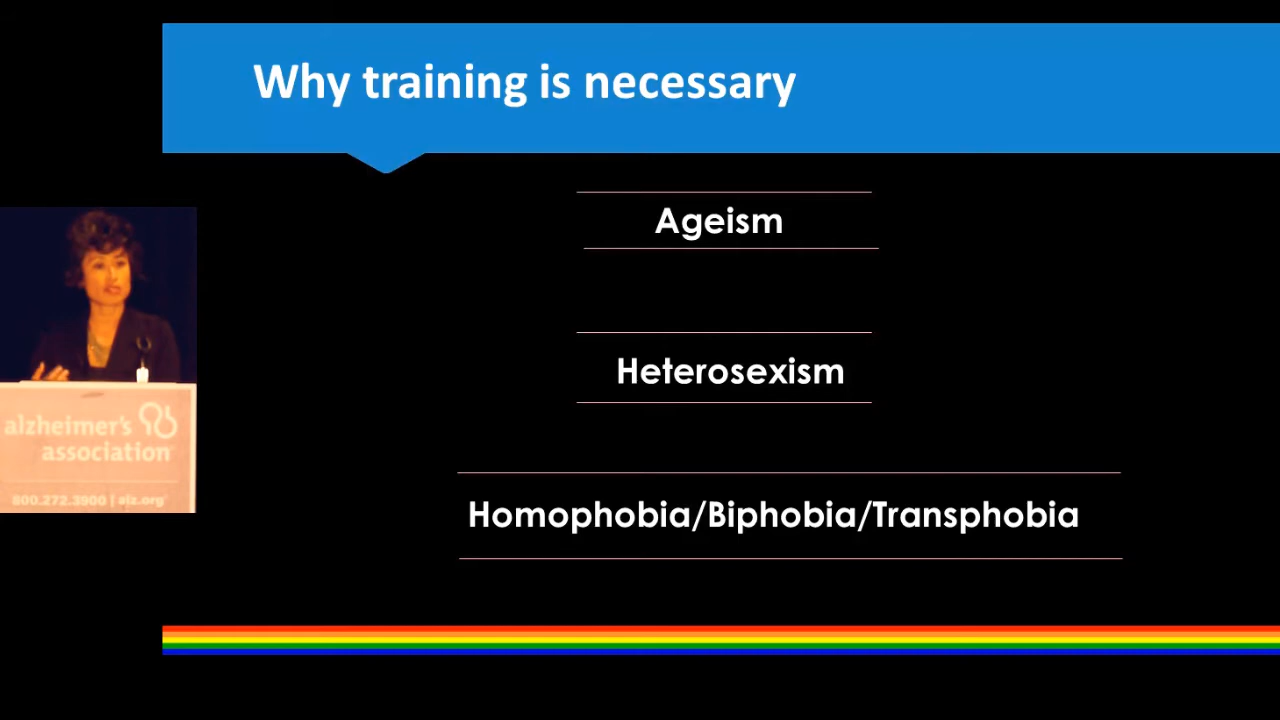 Why training is necessary
Ageism
Heterosexism
Homophobia/Biphobia/Transphobia
alzheimer's
association
800.272.3900 | alz.org